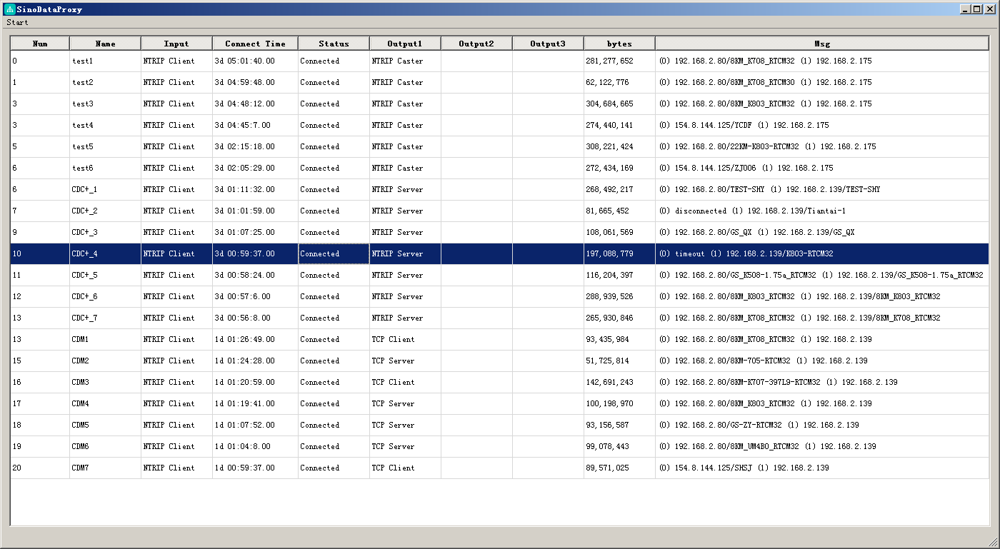 SinoDataProxy
Start
Num Name Input Connect Time Status Output1 Output2 Output3 bytes Msg
0 test1 NTRIP Client 3d 05:01:40.00 Connected NTRIP Caster 281,277,652 (0) 192.168.2.80/8KM_K708_RTCM32 (1) 192.168.2.175
1 test2 NTRIP Client 3d 04:59:48.00 Connected NTRIP Caster 62,122,776 (0) 192.168.2.80/8KM_K708_RTCM30 (1) 192.168.2.175
3 test3 NTRIP Client 3d 04:48:12.00 Connected NTRIP Caster 304,684,665 (0) 192.168.2.80/8KM_K803_RTCM32 (1) 192.168.2.175
3 test4 NTRIP Client 3d 04:45:7.00 Connected NTRIP Caster 274,440,141 (0) 154.8.144.125/YCDF (1) 192.168.2.175
5 test5 NTRIP Client 3d 02:15:18.00 Connected NTRIP Caster 308,221,424 (0) 192.168.2.80/22KM-K803-RTCM32 (1) 192.168.2.175
6 test6 NTRIP Client 3d 02:05:29.00 Connected NTRIP Caster 272,434,169 (0) 154.8.144.125/ZJ006 (1) 192.168.2.175
6 CDC+_1 NTRIP Client 3d 01:11:32.00 Connected NTRIP Server 268,492,217 (0) 192.168.2.80/TEST-SHY (1) 192.168.2.139/TEST-SHY
7 CDC+_2 NTRIP Client 3d 01:01:59.00 Connected NTRIP Server 81,665,452 (0) disconnected (1) 192.168.2.139/Tiantai-1
9 CDC+_3 NTRIP Client 3d 01:07:25.00 Connected NTRIP Server 108,061,569 (0) 192.168.2.80/GS_QX (1) 192.168.2.139/GS_QX
10 CDC+_4 NTRIP Client 3d 00:59:37.00 Connected NTRIP Server 197,088,779 (0) timeout (1) 192.168.2.139/K803-RTCM32
11 CDC+_5 NTRIP Client 3d 00:58:24.00 Connected NTRIP Server 116,204,397 (0) 192.168.2.80/GS_K508-1.75a_RTCM32 (1) 192.168.2.139/GS_K508-1.75a_RTCM32
12 CDC+_6 NTRIP Client 3d 00:57:6.00 Connected NTRIP Server 288,939,526 (0) 192.168.2.80/8KM_K803_RTCM32 (1) 192.168.2.139/8KM_K803_RTCM32
13 CDC+_7 NTRIP Client 3d 00:56:8.00 Connected NTRIP Server 265,930,846 (0) 192.168.2.80/8KM_K708_RTCM32 (1) 192.168.2.139/8KM_K708_RTCM32
13 CDM1 NTRIP Client 1d 01:26:49.00 Connected TCP Client 93,435,984 (0) 192.168.2.80/8KM_K708_RTCM32 (1) 192.168.2.139
15 CDM2 NTRIP Client 1d 01:24:28.00 Connected TCP Server 51,725,814 (0) 192.168.2.80/8KM-705-RTCM32 (1) 192.168.2.139
16 CDM3 NTRIP Client 1d 01:20:59.00 Connected TCP Client 142,691,243 (0) 192.168.2.80/8KM-K707-397L9-RTCM32 (1) 192.168.2.139
17 CDM4 NTRIP Client 1d 01:19:41.00 Connected TCP Server 100,198,970 (0) 192.168.2.80/8KM_K803_RTCM32 (1) 192.168.2.139
18 CDM5 NTRIP Client 1d 01:07:52.00 Connected TCP Server 93,156,587 (0) 192.168.2.80/GS-ZY-RTCM32 (1) 192.168.2.139
19 CDM6 NTRIP Client 1d 01:04:8.00 Connected TCP Server 99,078,443 (0) 192.168.2.80/8KM_UM4B0_RTCM32 (1) 192.168.2.139
20 CDM7 NTRIP Client 1d 00:59:37.00 Connected TCP Client 89,571,025 (0) 154.8.144.125/SHSJ (1) 192.168.2.139